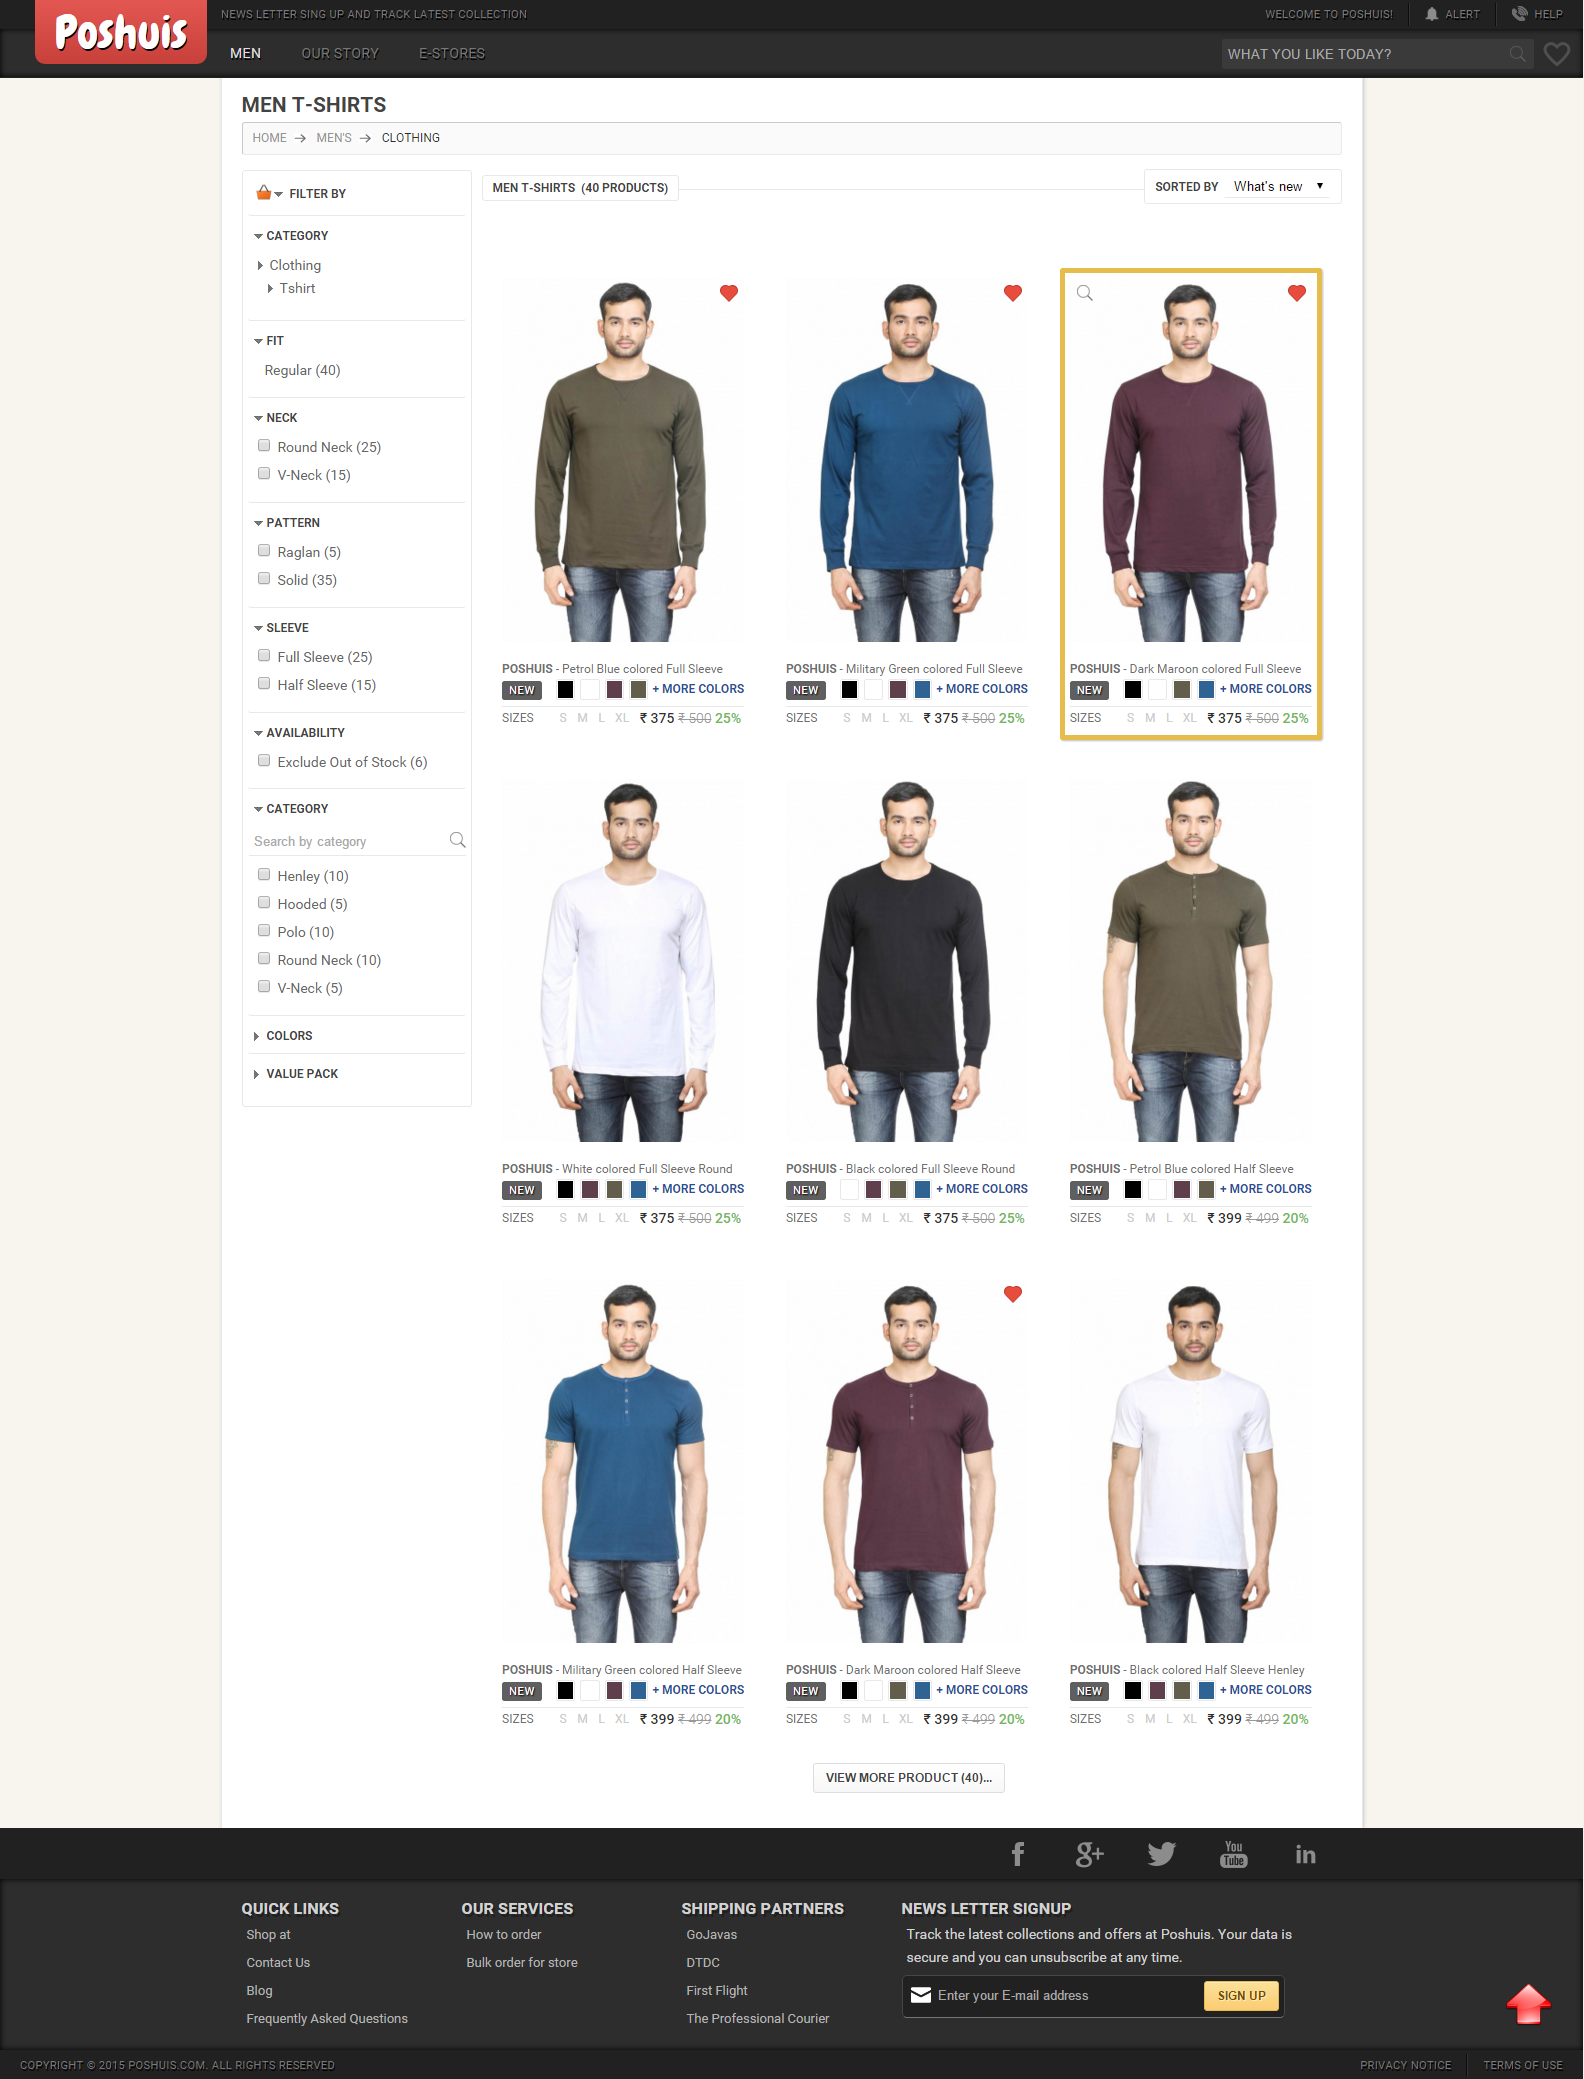 Poshuis
NEWS LETTER SING UP AND TRACK LATEST COLLECTION
WELCOME TO POSHUIS!
ALERT
HELP
MEN
OUR STORY
E-STORES
WHAT YOU LIKE TODAY?
MEN T-SHIRTS
HOME
MEN'S
CLOTHING
FILTER BY
CATEGORY
Clothing
Tshirt
FIT
Regular (40)
NECK
Round Neck (25)
V-Neck (15)
PATTERN
Raglan (5)
Solid (35)
SLEEVE
Full Sleeve (25)
Half Sleeve (15)
AVAILABILITY
Exclude Out of Stock (6)
CATEGORY
Search by category
Henley (10)
Hooded (5)
Polo (10)
Round Neck (10)
V-Neck (5)
COLORS
VALUE PACK
MEN T-SHIRTS (40 PRODUCTS)
SORTED BY What's new
POSHUIS - Petrol Blue colored Full Sleeve
NEW + MORE COLORS
SIZES S M L XL ₹ 375 ₹ 500 25%
POSHUIS - Military Green colored Full Sleeve
NEW + MORE COLORS
SIZES S M L XL ₹ 375 ₹ 500 25%
POSHUIS - Dark Maroon colored Full Sleeve
NEW + MORE COLORS
SIZES S M L XL ₹ 375 ₹ 500 25%
POSHUIS - White colored Full Sleeve Round
NEW + MORE COLORS
SIZES S M L XL ₹ 375 ₹ 500 25%
POSHUIS - Black colored Full Sleeve Round
NEW + MORE COLORS
SIZES S M L XL ₹ 375 ₹ 500 25%
POSHUIS - Petrol Blue colored Half Sleeve
NEW + MORE COLORS
SIZES S M L XL ₹ 399 ₹ 499 20%
POSHUIS - Military Green colored Half Sleeve
NEW + MORE COLORS
SIZES S M L XL ₹ 399 ₹ 499 20%
POSHUIS - Dark Maroon colored Half Sleeve
NEW + MORE COLORS
SIZES S M L XL ₹ 399 ₹ 499 20%
POSHUIS - Black colored Half Sleeve Henley
NEW + MORE COLORS
SIZES S M L XL ₹ 399 ₹ 499 20%
VIEW MORE PRODUCT (40)...
You Tube
in
QUICK LINKS
Shop at
Contact Us
Blog
Frequently Asked Questions
OUR SERVICES
How to order
Bulk order for store
SHIPPING PARTNERS
GoJavas
DTDC
First Flight
The Professional Courier
NEWS LETTER SIGNUP
Track the latest collections and offers at Poshuis. Your data is
secure and you can unsubscribe at any time.
Enter your E-mail address
SIGN UP
COPYRIGHT © 2015 POSHUIS.COM. ALL RIGHTS RESERVED
PRIVACY NOTICE
TERMS OF USE